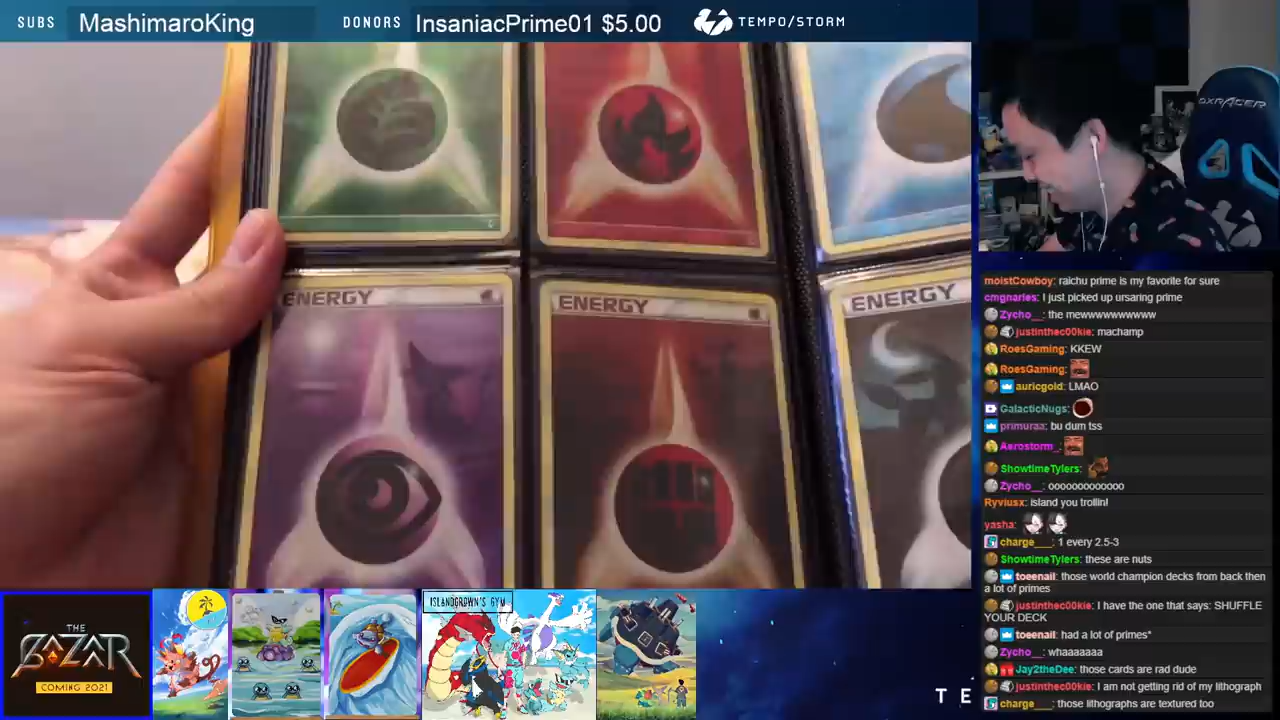 SUBS MashimaroKing DONORS InsaniacPrime01 $5.00 TEMPO/STORM
DXRACER
ENERGY ENERGY ENERGY
moistCowboy: raichu prime is my favorite for sure
cmgnarles: I just picked up ursaring prime
Zycho__: the mewwwwwwwwww
justinthec00kie: machamp
RoesGaming: KKEW
RoesGaming:
auricgold: LMAO
GalacticNugs:
primuraa: bu dum tss
Aerostorm_:
ShowtimeTylers:
Zycho__: ooooooooooooo
Ryviusx: island you trollin!
yasha:
charge___: 1 every 2.5-3
ShowtimeTylers: these are nuts
toeenail: those world champion decks from back then
a lot of primes
justinthec00kie: I have the one that says: SHUFFLE
YOUR DECK
toeenail: had a lot of primes*
Zycho__: whaaaaaaa
Jay2theDee: those cards are rad dude
justinthec00kie: I am not getting rid of my lithograph
charge___: those lithographs are textured too
THE
BAZAAR
COMING 2021
ISLANDGROWN'S GYM
T E